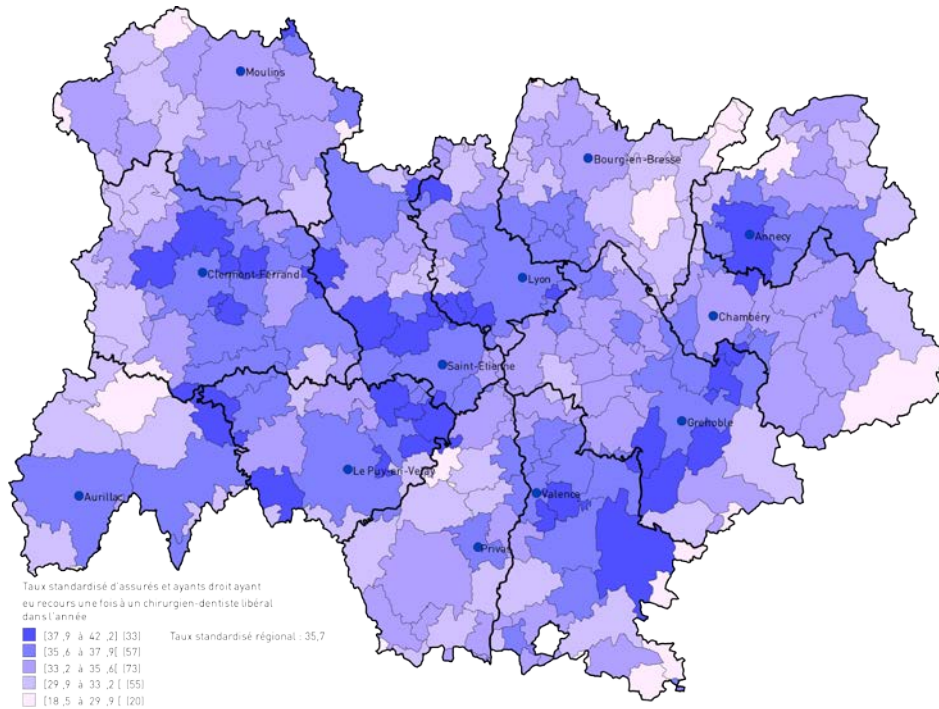 Moulins
Bourg-en-Bresse
Annecy
Clermont-Ferrand
Lyon
Chambéry
Saint-Etienne
Grenoble
Le Puy-en-Velay
Aurillac
Valence
Privas
Taux standardisé d'assurés et ayants droit ayant
eu recours une fois à un chirurgien-dentiste libéral
dans l'année
[37 ,9 à 42 ,2] (33) Taux standardisé régional : 35,7
[35 ,6 à 37 ,9[ (57)
[33 ,2 à 35 ,6[ (73)
[29 ,9 à 33 ,2 [ (55)
[18 ,5 à 29 ,9 [ (20)